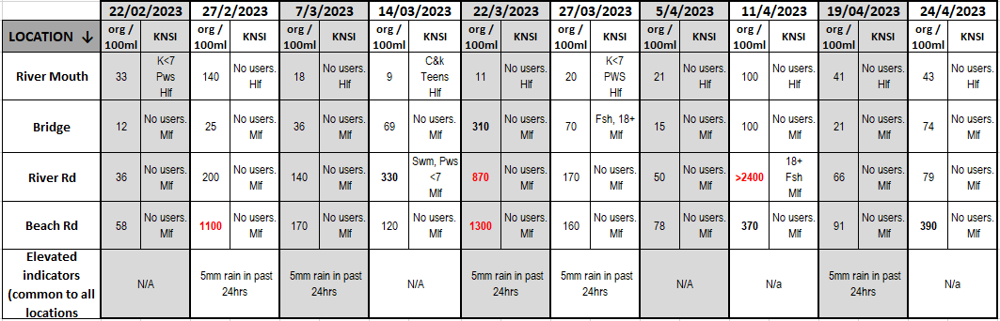 22/02/2023 27/2/2023 7/3/2023 14/03/2023 22/3/2023 27/03/2023 5/4/2023 11/4/2023 19/04/2023 24/4/2023
LOCATION ↓ org / 100ml KNSI org / 100ml KNSI org / 100ml KNSI org / 100ml KNSI org / 100ml KNSI org / 100ml KNSI org / 100ml KNSI org / 100ml KNSI org / 100ml KNSI org / 100ml KNSI
River Mouth 33 K<7 Pws Hlf 140 No users. Hlf 18 No users. Hlf 9 C&k Teens Hlf 11 No users. Hlf 20 K<7 PWS Hlf 21 No users. Hlf 100 No users. Hlf 41 No users. Hlf 43 No users. Hlf
Bridge 12 No users. Mlf 25 No users. Mlf 36 No users. Mlf 69 No users. Mlf 310 No users. Mlf 70 Fsh, 18+ Mlf 15 No users. Mlf 100 No users. Mlf 21 No users. Mlf 74 No users. Mlf
River Rd 36 No users. Mlf 200 No users. Mlf 140 No users. Mlf 330 Swm, Pws <7 Mlf 870 No users. Mlf 170 No users. Mlf 50 No users. Mlf >2400 18+ Fsh Mlf 66 No users. Mlf 79 No users. Mlf
Beach Rd 58 No users. Mlf 1100 No users. Mlf 170 No users. Mlf 120 No users. Mlf 1300 No users. Mlf 160 No users. Mlf 78 No users. Mlf 370 No users. Mlf 91 No users. Mlf 390 No users. Mlf
Elevated indicators (common to all locations N/A 5mm rain in past 24hrs 5mm rain in past 24hrs N/A 5mm rain in past 24hrs 5mm rain in past 24hrs N/A N/a 5mm rain in past 24hrs N/a